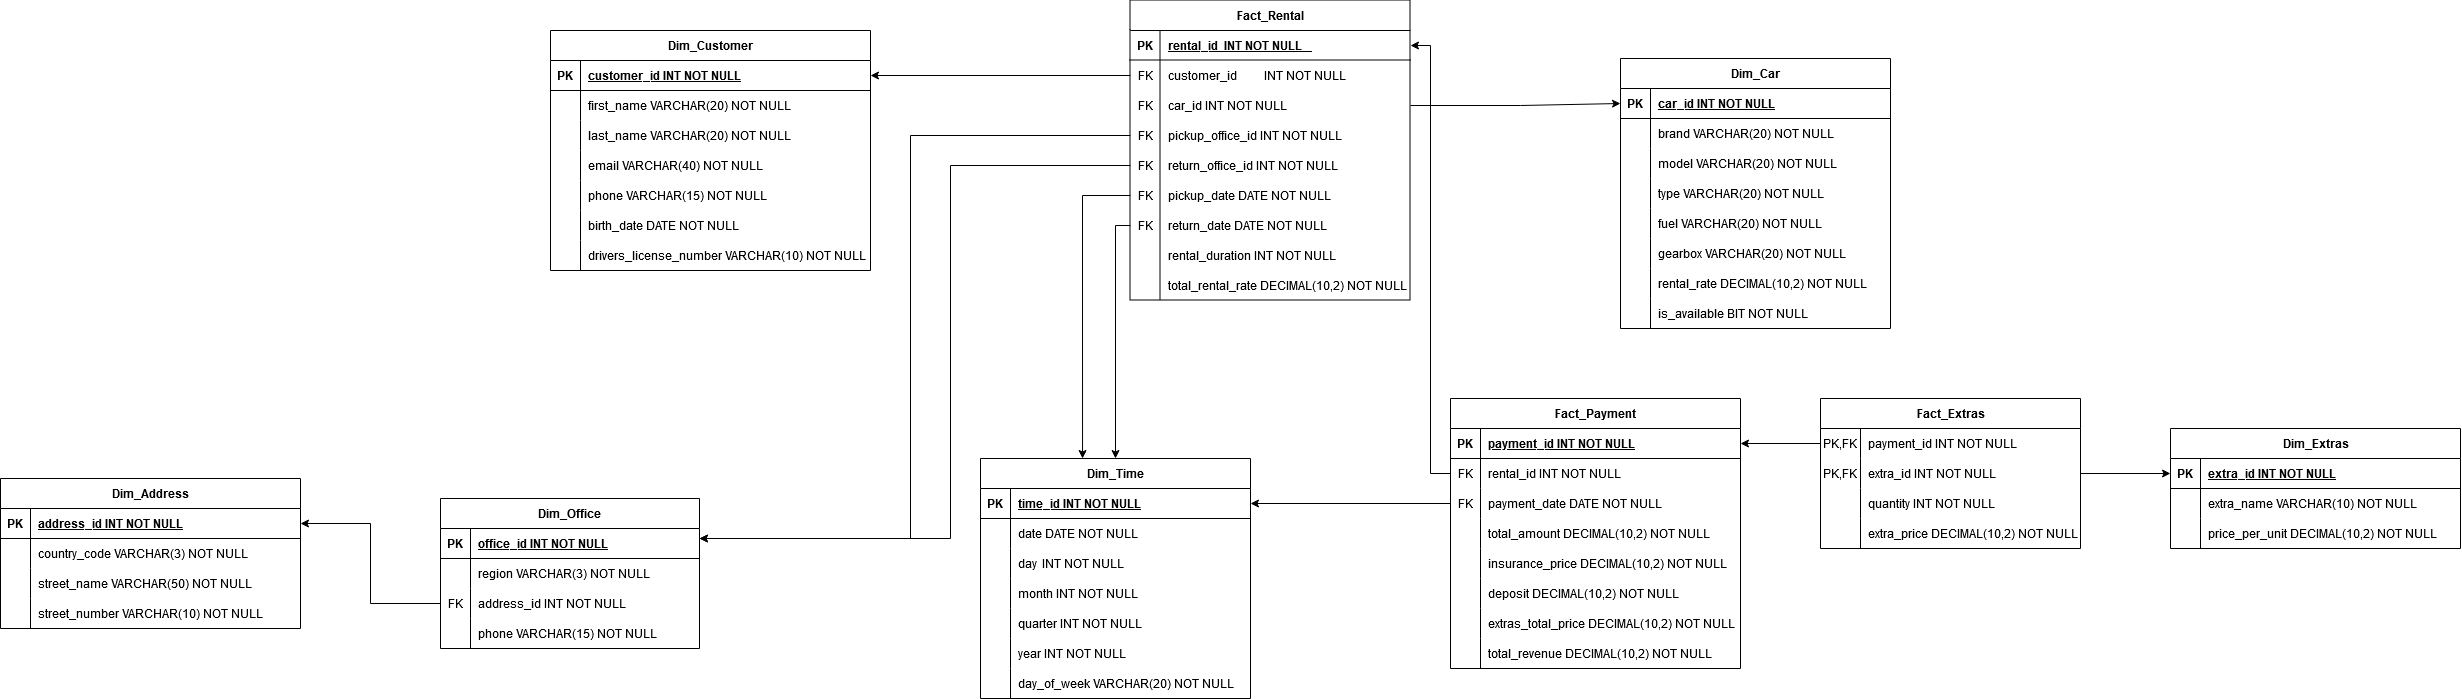 Fact_Rental
PK rental_id INT NOT NULL
FK customer_id INT NOT NULL
FK car_id INT NOT NULL
FK pickup_office_id INT NOT NULL
FK return_office_id INT NOT NULL
FK pickup_date DATE NOT NULL
FK return_date DATE NOT NULL
rental_duration INT NOT NULL
total_rental_rate DECIMAL(10,2) NOT NULL
Dim_Customer
PK customer_id INT NOT NULL
first_name VARCHAR(20) NOT NULL
last_name VARCHAR(20) NOT NULL
email VARCHAR(40) NOT NULL
phone VARCHAR(15) NOT NULL
birth_date DATE NOT NULL
drivers_license_number VARCHAR(10) NOT NULL
Dim_Car
PK car_id INT NOT NULL
brand VARCHAR(20) NOT NULL
model VARCHAR(20) NOT NULL
type VARCHAR(20) NOT NULL
fuel VARCHAR(20) NOT NULL
gearbox VARCHAR(20) NOT NULL
rental_rate DECIMAL(10,2) NOT NULL
is_available BIT NOT NULL
Dim_Address
PK address_id INT NOT NULL
country_code VARCHAR(3) NOT NULL
street_name VARCHAR(50) NOT NULL
street_number VARCHAR(10) NOT NULL
Dim_Office
PK office_id INT NOT NULL
region VARCHAR(3) NOT NULL
FK address_id INT NOT NULL
phone VARCHAR(15) NOT NULL
Dim_Time
PK time_id INT NOT NULL
date DATE NOT NULL
day INT NOT NULL
month INT NOT NULL
quarter INT NOT NULL
year INT NOT NULL
day_of_week VARCHAR(20) NOT NULL
Fact_Payment
PK payment_id INT NOT NULL
FK rental_id INT NOT NULL
FK payment_date DATE NOT NULL
total_amount DECIMAL(10,2) NOT NULL
insurance_price DECIMAL(10,2) NOT NULL
deposit DECIMAL(10,2) NOT NULL
extras_total_price DECIMAL(10,2) NOT NULL
total_revenue DECIMAL(10,2) NOT NULL
Fact_Extras
PK,FK payment_id INT NOT NULL
PK,FK extra_id INT NOT NULL
quantity INT NOT NULL
extra_price DECIMAL(10,2) NOT NULL
Dim_Extras
PK extra_id INT NOT NULL
extra_name VARCHAR(10) NOT NULL
price_per_unit DECIMAL(10,2) NOT NULL